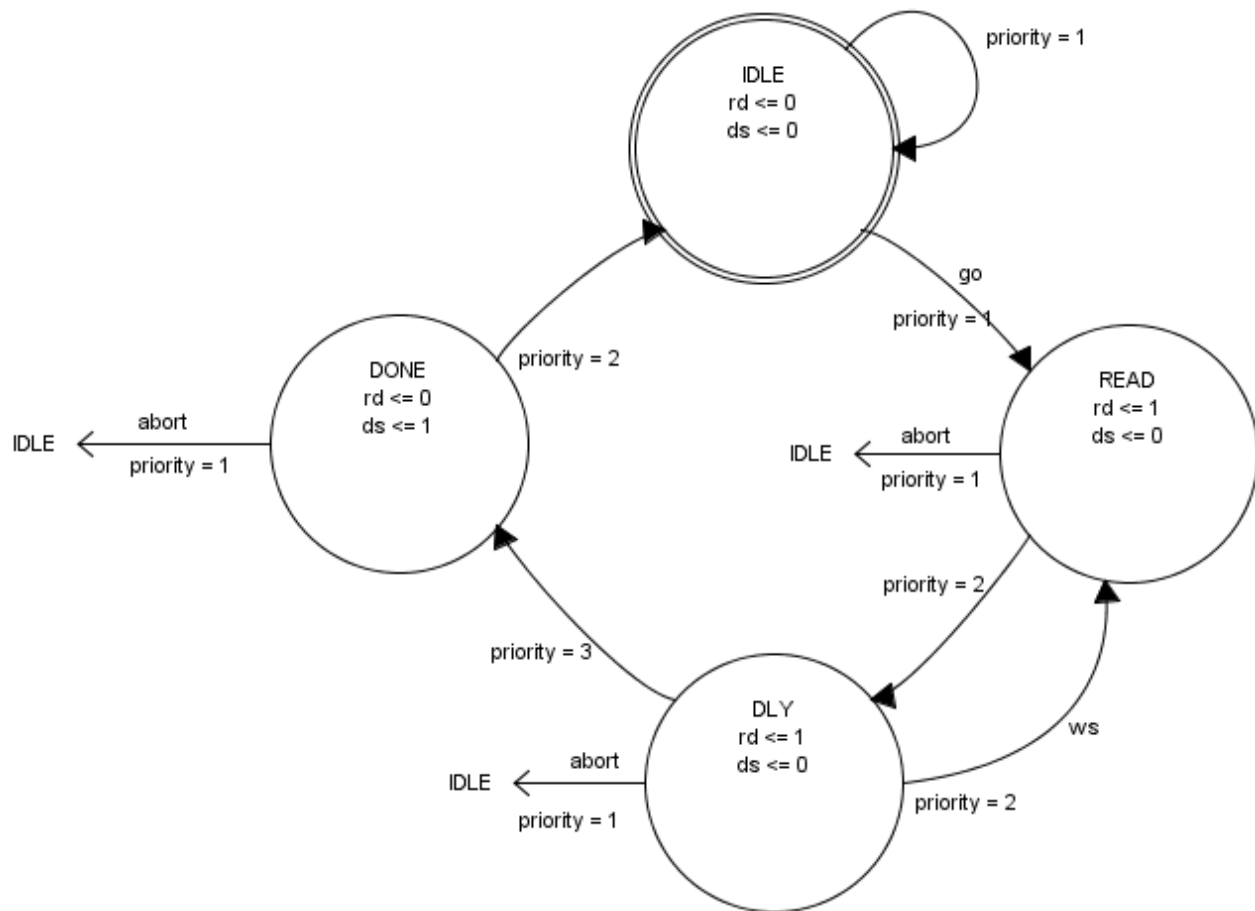 priority = 1
IDLE
rd <= 0
ds <= 0
go
priority = 1
priority = 2
DONE
rd <= 0
ds <= 1
READ
rd <= 1
ds <= 0
abort
IDLE
priority = 1
abort
IDLE
priority = 1
priority = 2
priority = 3
DLY
rd <= 1
ds <= 0
ws
abort
IDLE
priority = 1
priority = 2